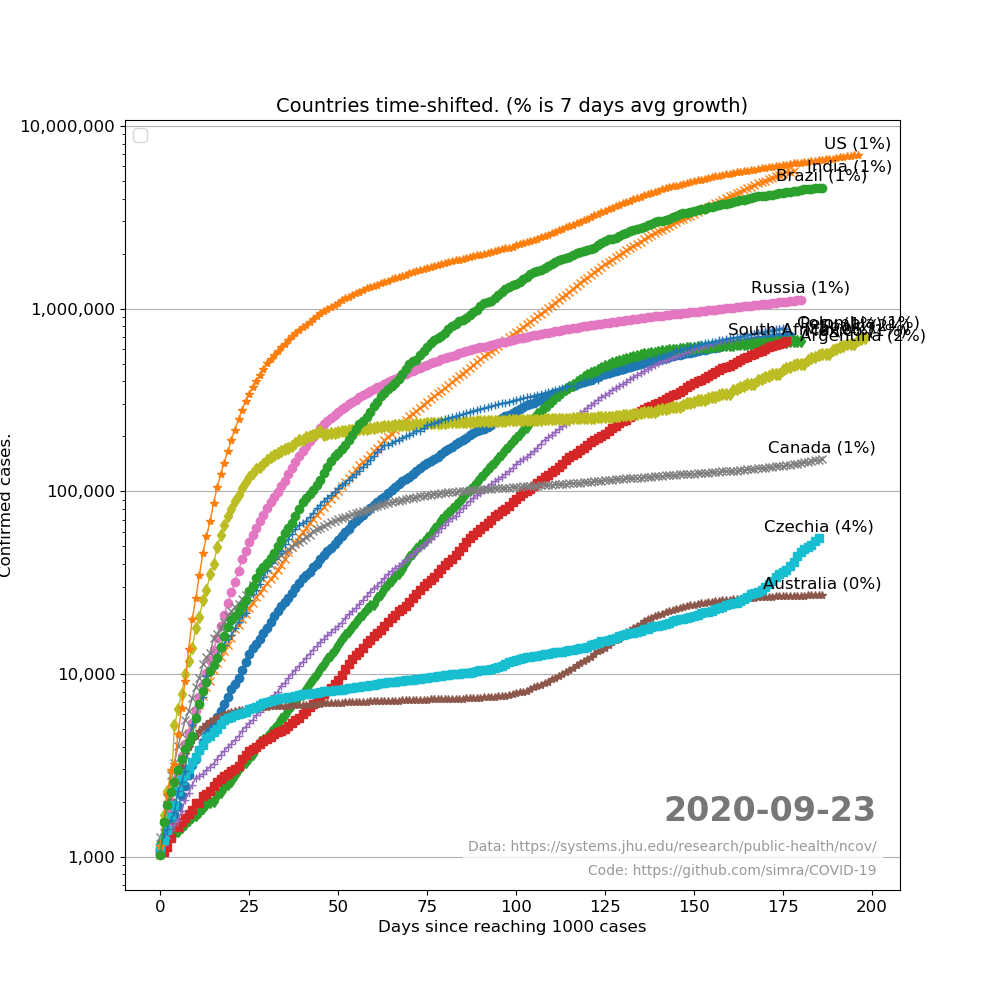 Countries time-shifted. (% is 7 days avg growth)
10,000,000
1,000,000
100,000
10,000
1,000
Confirmed cases.
US (1%)
India (1%)
Brazil (1%)
Russia (1%)
South Africa
Argentina (2%)
Canada (1%)
Czechia (4%)
Australia (0%)
2020-09-23
Data: https://systems.jhu.edu/research/public-health/ncov/
Code: https://github.com/simra/COVID-19
0 25 50 75 100 125 150 175 200
Days since reaching 1000 cases